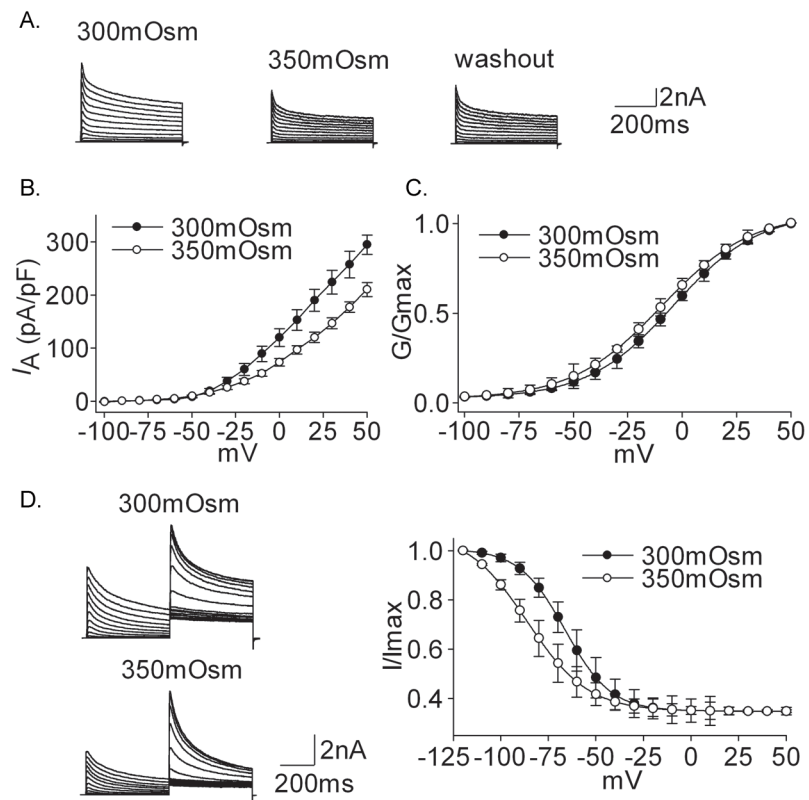 A.
300mOsm
350mOsm
washout
2nA
200ms
B.
300mOsm
350mOsm
300
200
100
0
IA (pA/pF)
-100 -75 -50 -25 0 25 50
mV
C.
300mOsm
350mOsm
1.0
0.5
0.0
G/Gmax
-100 -75 -50 -25 0 25 50
mV
D.
300mOsm
350mOsm
2nA
200ms
300mOsm
350mOsm
1.0
0.8
0.6
0.4
I/Imax
-125 -100 -75 -50 -25 0 25 50
mV